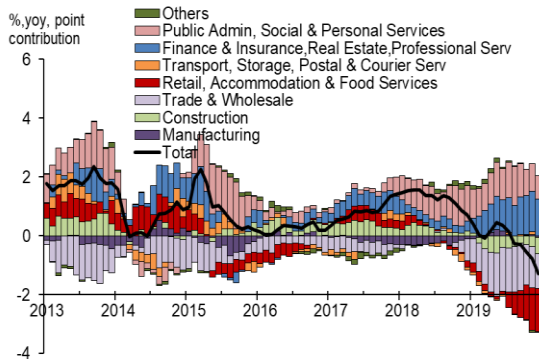 %,yoy, point
contribution
Others
Public Admin, Social & Personal Services
Finance & Insurance,Real Estate,Professional Serv
Transport, Storage, Postal & Courier Serv
Retail, Accommodation & Food Services
Trade & Wholesale
Construction
Manufacturing
Total
6
4
2
0
-2
-4
2013 2014 2015 2016 2017 2018 2019